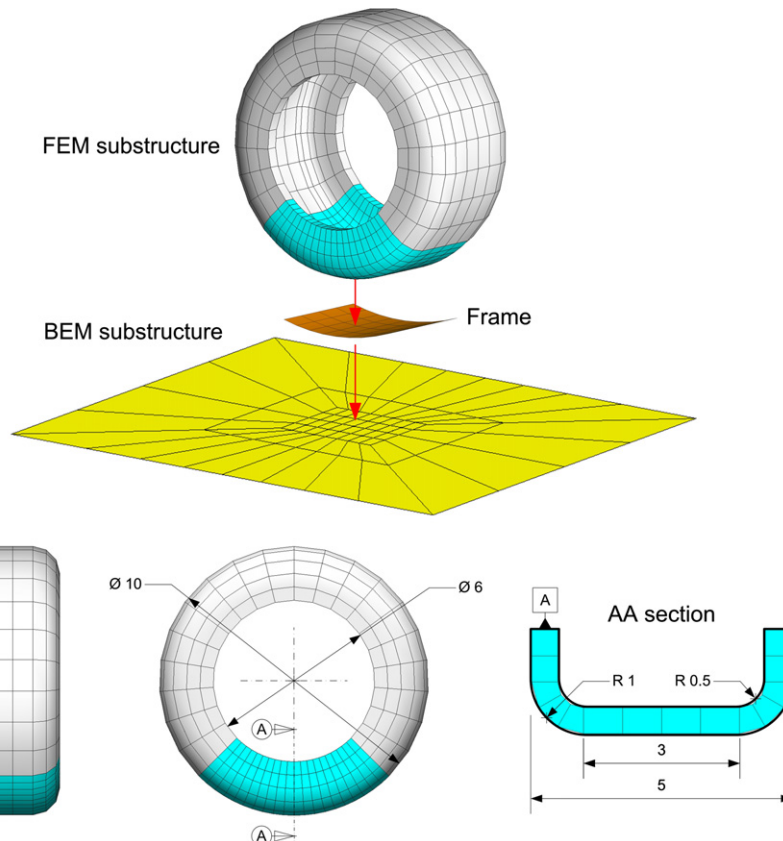 FEM substructure
BEM substructure
Frame
Ø 10
Ø 6
A
A
A
AA section
R 1
R 0.5
3
5